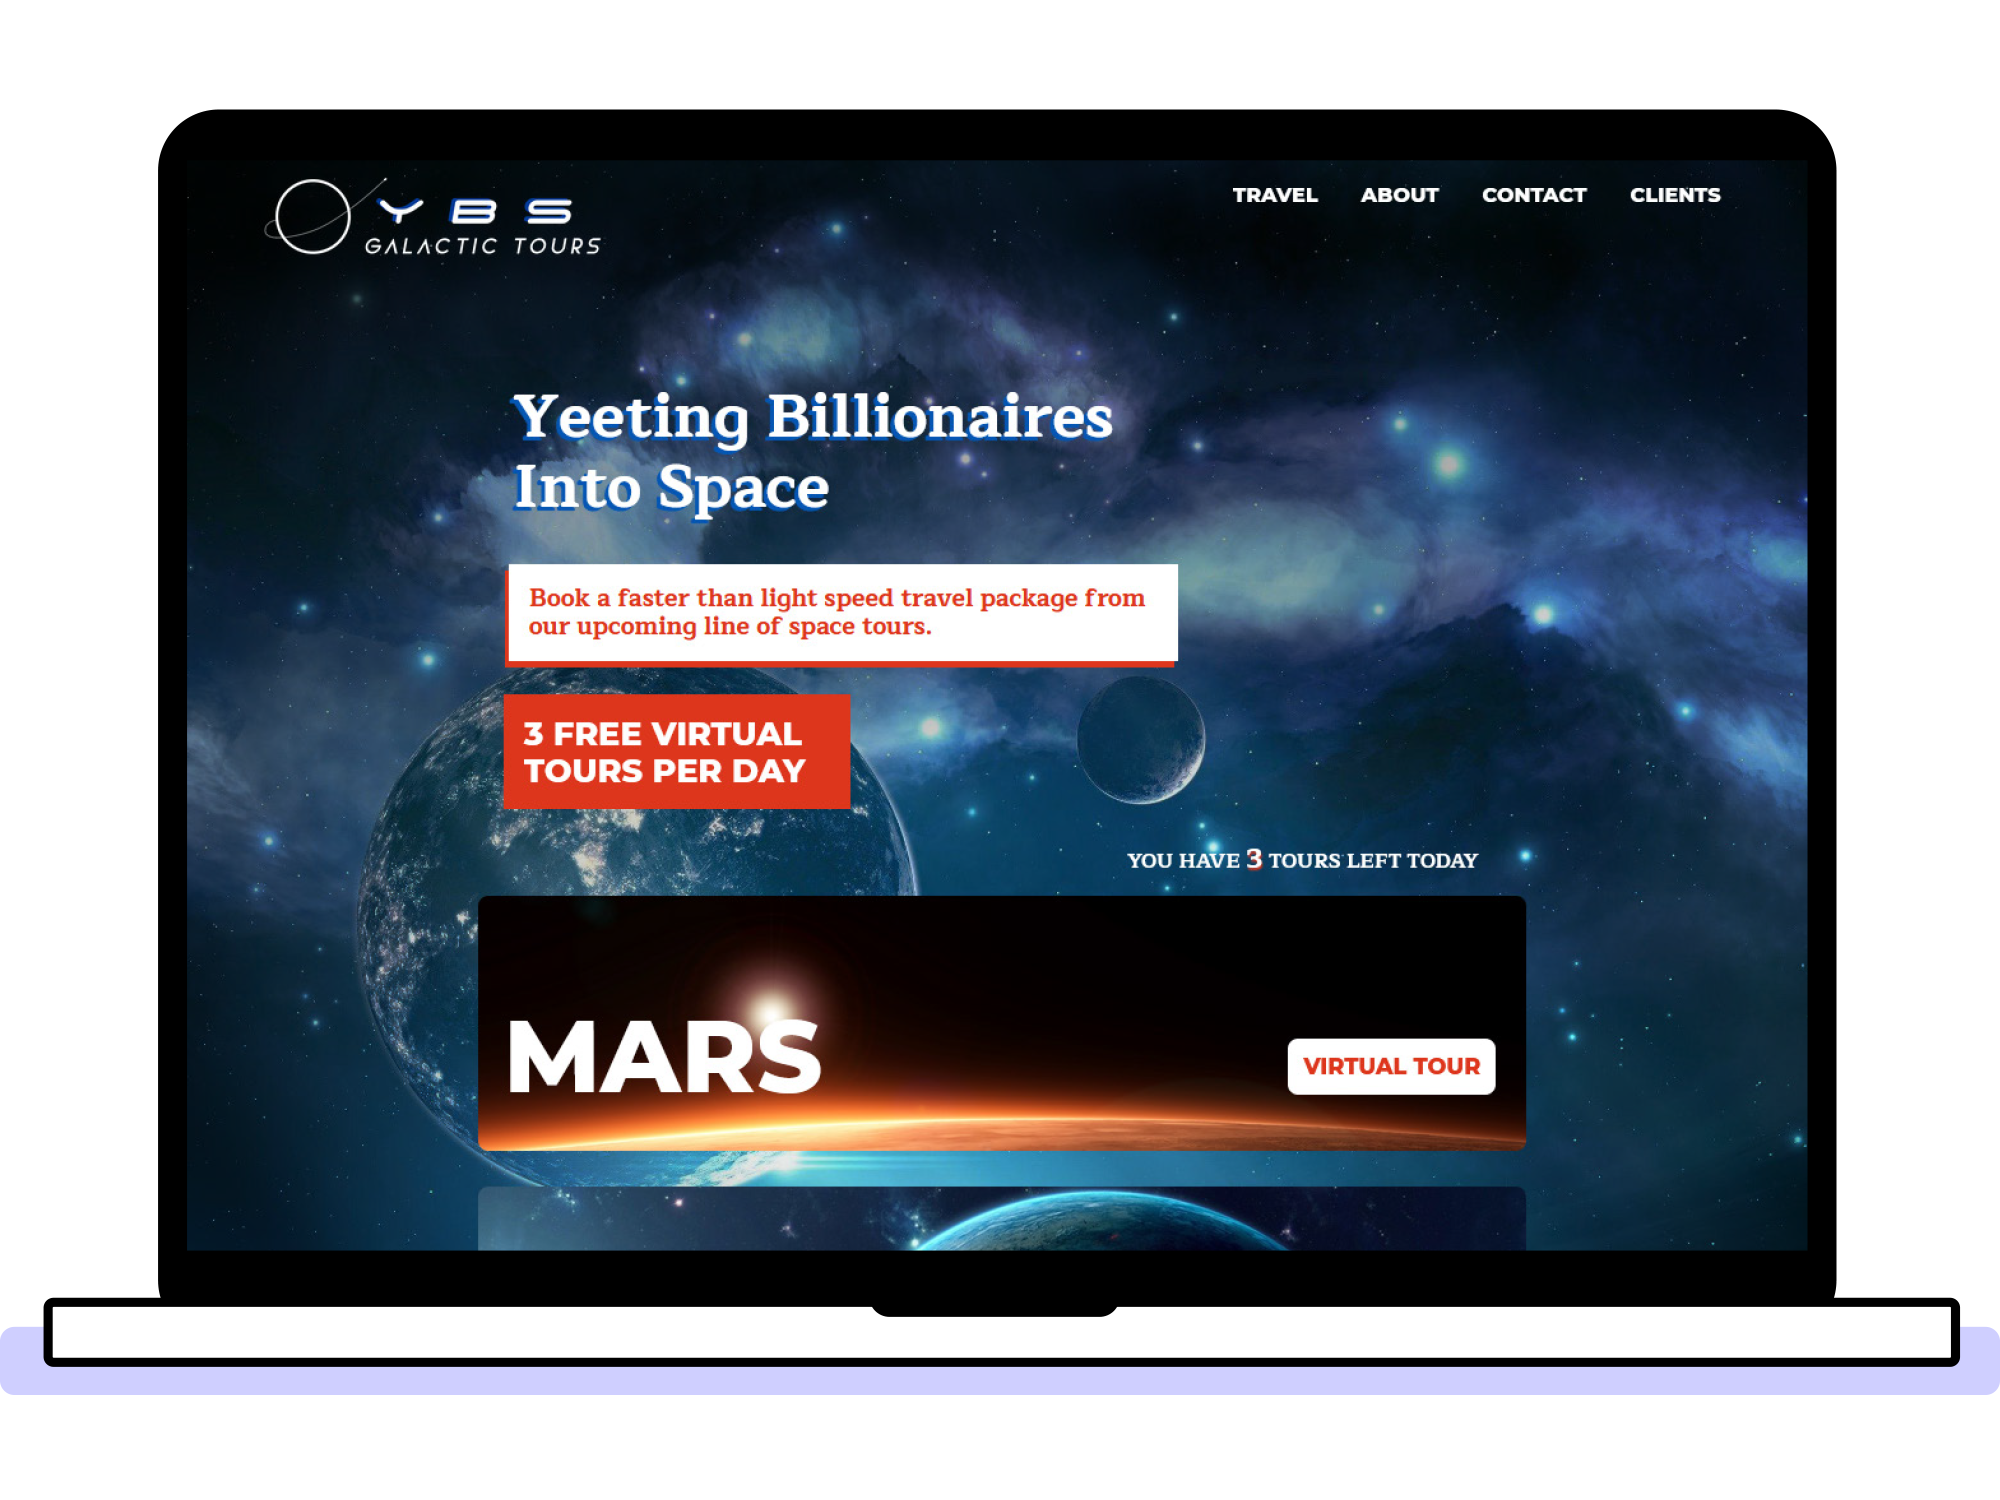 YBS
GALACTIC TOURS
TRAVEL ABOUT CONTACT CLIENTS
Yeeting Billionaires
Into Space
Book a faster than light speed travel package from
our upcoming line of space tours.
3 FREE VIRTUAL
TOURS PER DAY
YOU HAVE 3 TOURS LEFT TODAY
MARS
VIRTUAL TOUR